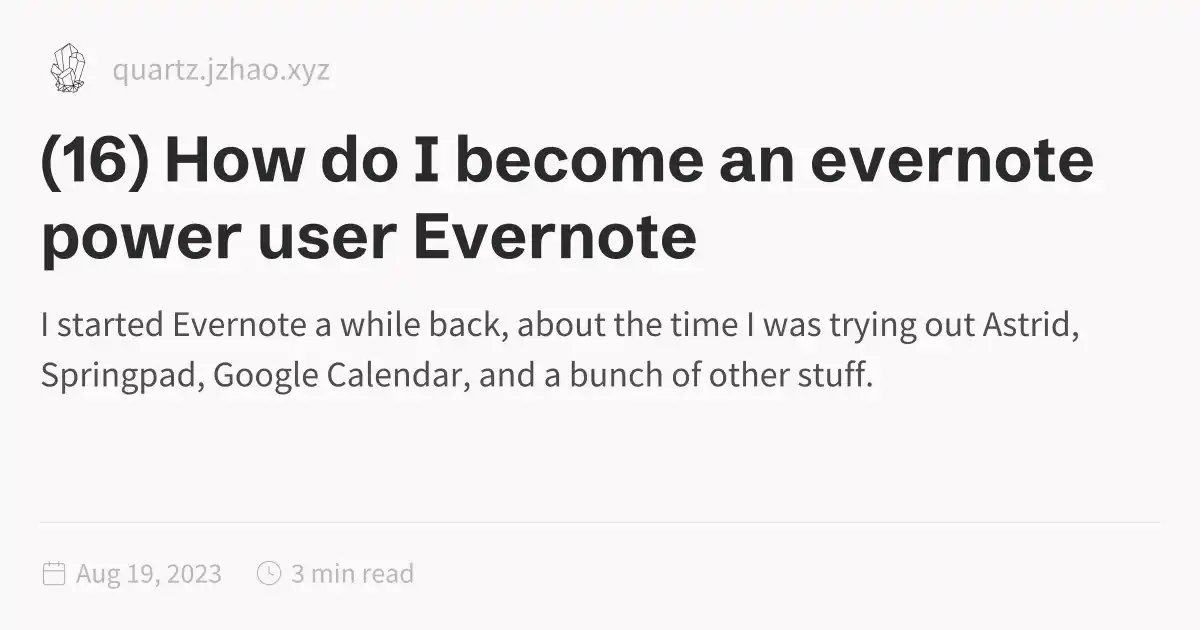 quartz.jzhao.xyz
(16) How do I become an evernote
power user Evernote
I started Evernote a while back, about the time I was trying out Astrid,
Springpad, Google Calendar, and a bunch of other stuff.
Aug 19, 2023 3 min read